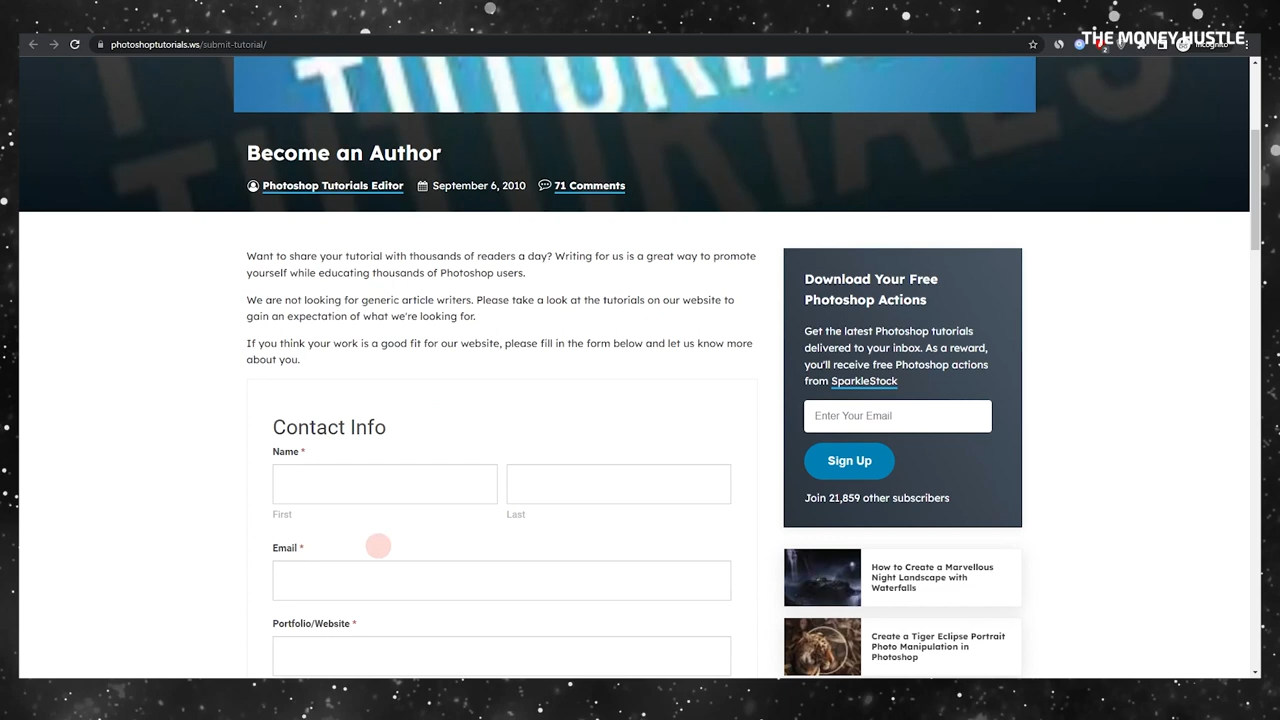 THE MONEY HUSTLE
photoshoptutorials.ws/submit-tutorial/
Incognito
TUTORIALS
TUTORIALS
Become an Author
Photoshop Tutorials Editor September 6, 2010 71 Comments
Want to share your tutorial with thousands of readers a day? Writing for us is a great way to promote
yourself while educating thousands of Photoshop users.
We are not looking for generic article writers. Please take a look at the tutorials on our website to
gain an expectation of what we're looking for.
If you think your work is a good fit for our website, please fill in the form below and let us know more
about you.
Contact Info
Name *
First Last
Email *
Portfolio/Website *
Download Your Free
Photoshop Actions
Get the latest Photoshop tutorials
delivered to your inbox. As a reward,
you'll receive free Photoshop actions
from SparkleStock
Enter Your Email
Sign Up
Join 21,859 other subscribers
How to Create a Marvellous
Night Landscape with
Waterfalls
Create a Tiger Eclipse Portrait
Photo Manipulation in
Photoshop